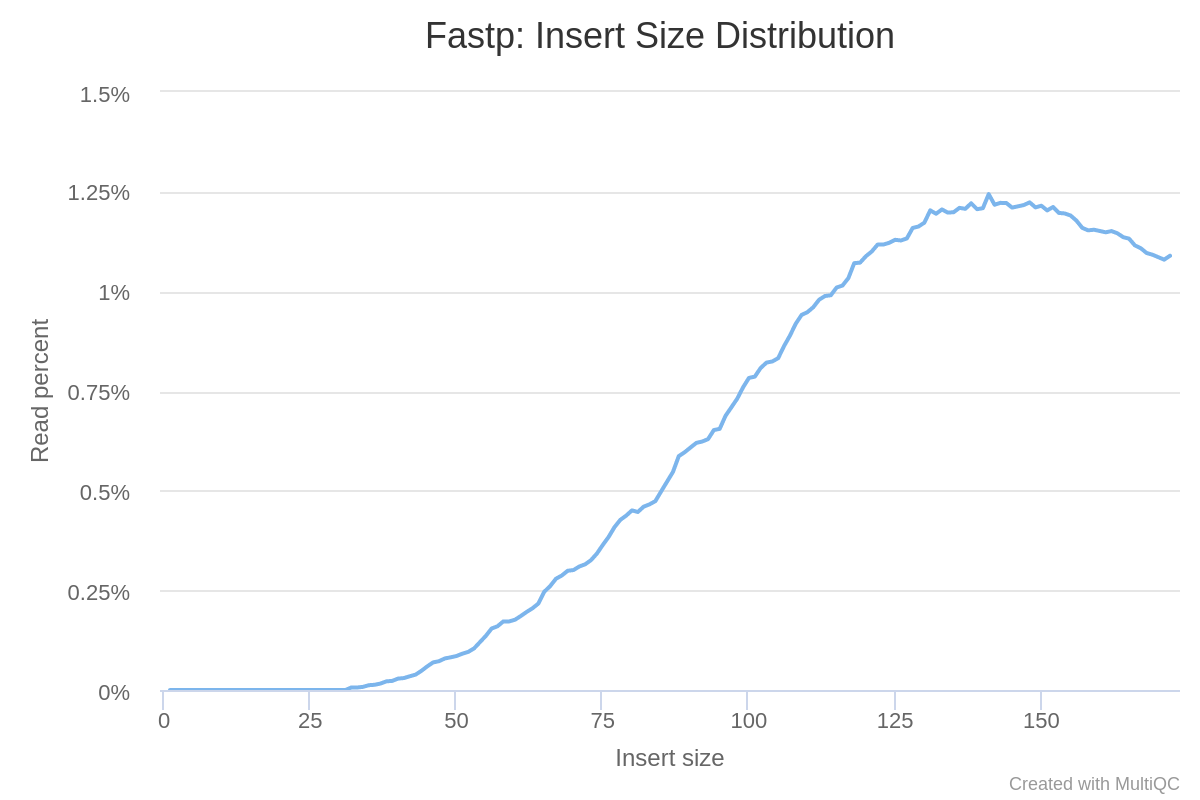 Fastp: Insert Size Distribution
1.5%
1.25%
1%
0.75%
0.5%
0.25%
0%
Read percent
0 25 50 75 100 125 150
Insert size
Created with MultiQC